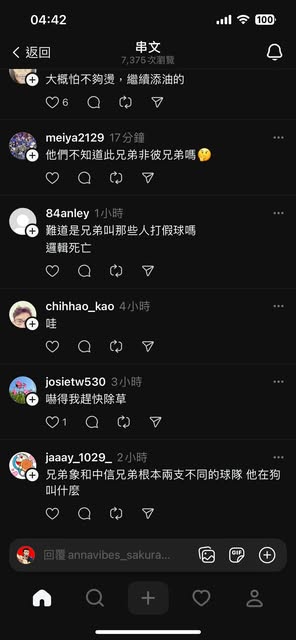 04:42
100
返回
串文
7,375次瀏覽
大概怕不夠燙，繼續添油的
6
meiya2129 17分鐘
他們不知道此兄弟非彼兄弟嗎🤔
84anley 1小時
難道是兄弟叫那些人打假球嗎
邏輯死亡
chihhao_kao 4小時
哇
josietw530 3小時
嚇得我趕快除草
1
jaaay_1029_ 2小時
兄弟象和中信兄弟根本兩支不同的球隊 他在狗
叫什麼
回覆 annavibes_sakura...
GIF